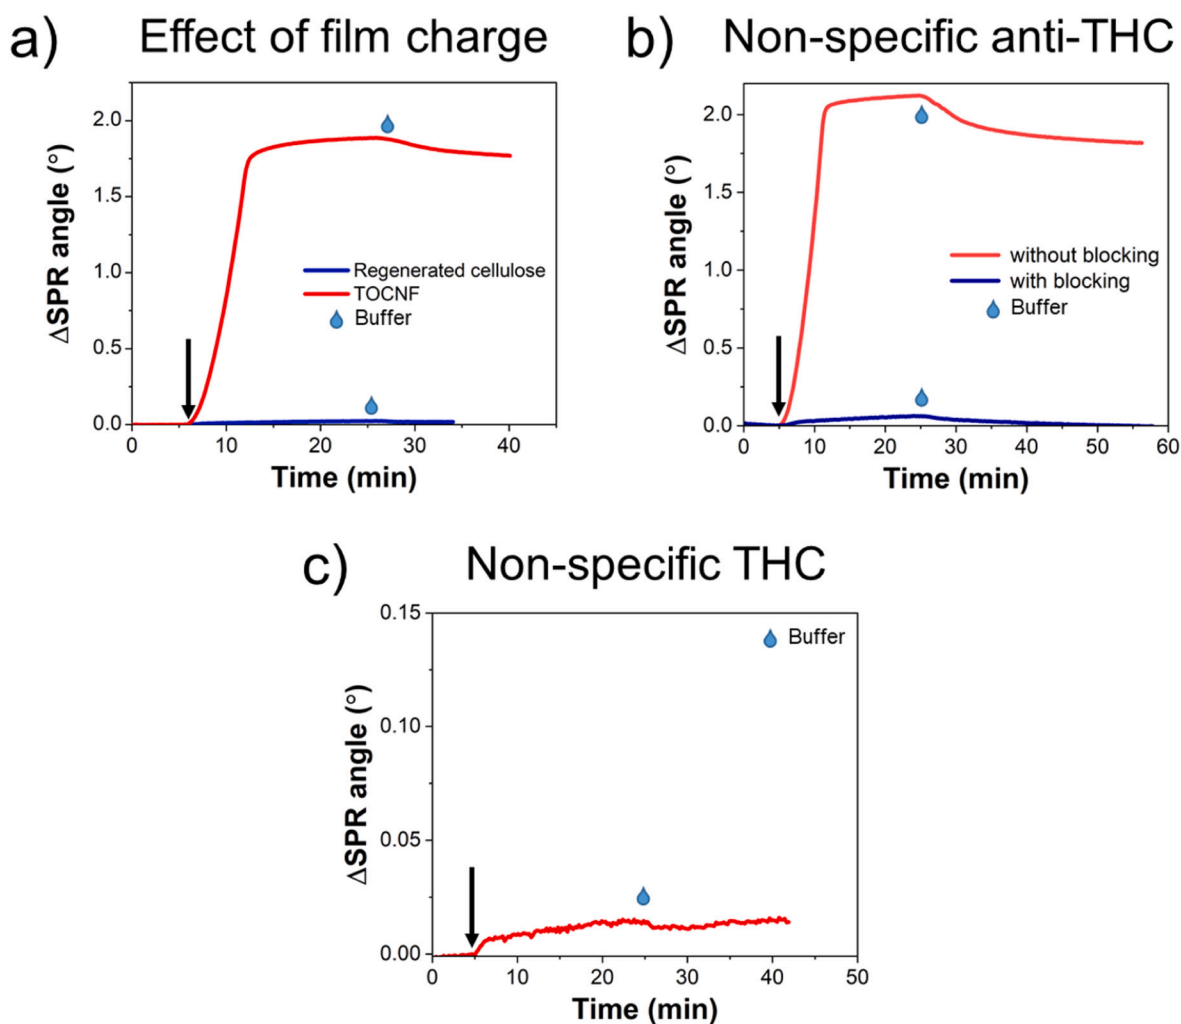 a) Effect of film charge
ΔSPR angle (°)
2.0
1.5
1.0
0.5
0.0
Regenerated cellulose
TOCNF
Buffer
0 10 20 30 40
Time (min)
b) Non-specific anti-THC
ΔSPR angle (°)
2.0
1.5
1.0
0.5
0.0
without blocking
with blocking
Buffer
0 10 20 30 40 50 60
Time (min)
c) Non-specific THC
ΔSPR angle (°)
0.15
0.10
0.05
0.00
Buffer
0 10 20 30 40 50
Time (min)